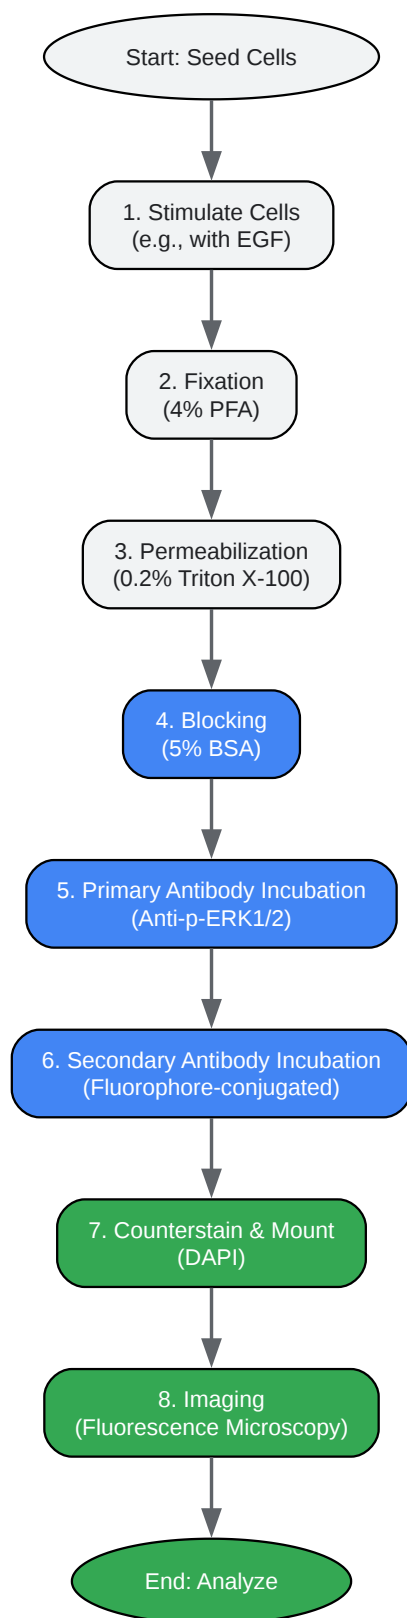 Start: Seed Cells
1. Stimulate Cells
(e.g., with EGF)
2. Fixation
(4% PFA)
3. Permeabilization
(0.2% Triton X-100)
4. Blocking
(5% BSA)
5. Primary Antibody Incubation
(Anti-p-ERK1/2)
6. Secondary Antibody Incubation
(Fluorophore-conjugated)
7. Counterstain & Mount
(DAPI)
8. Imaging
(Fluorescence Microscopy)
End: Analyze